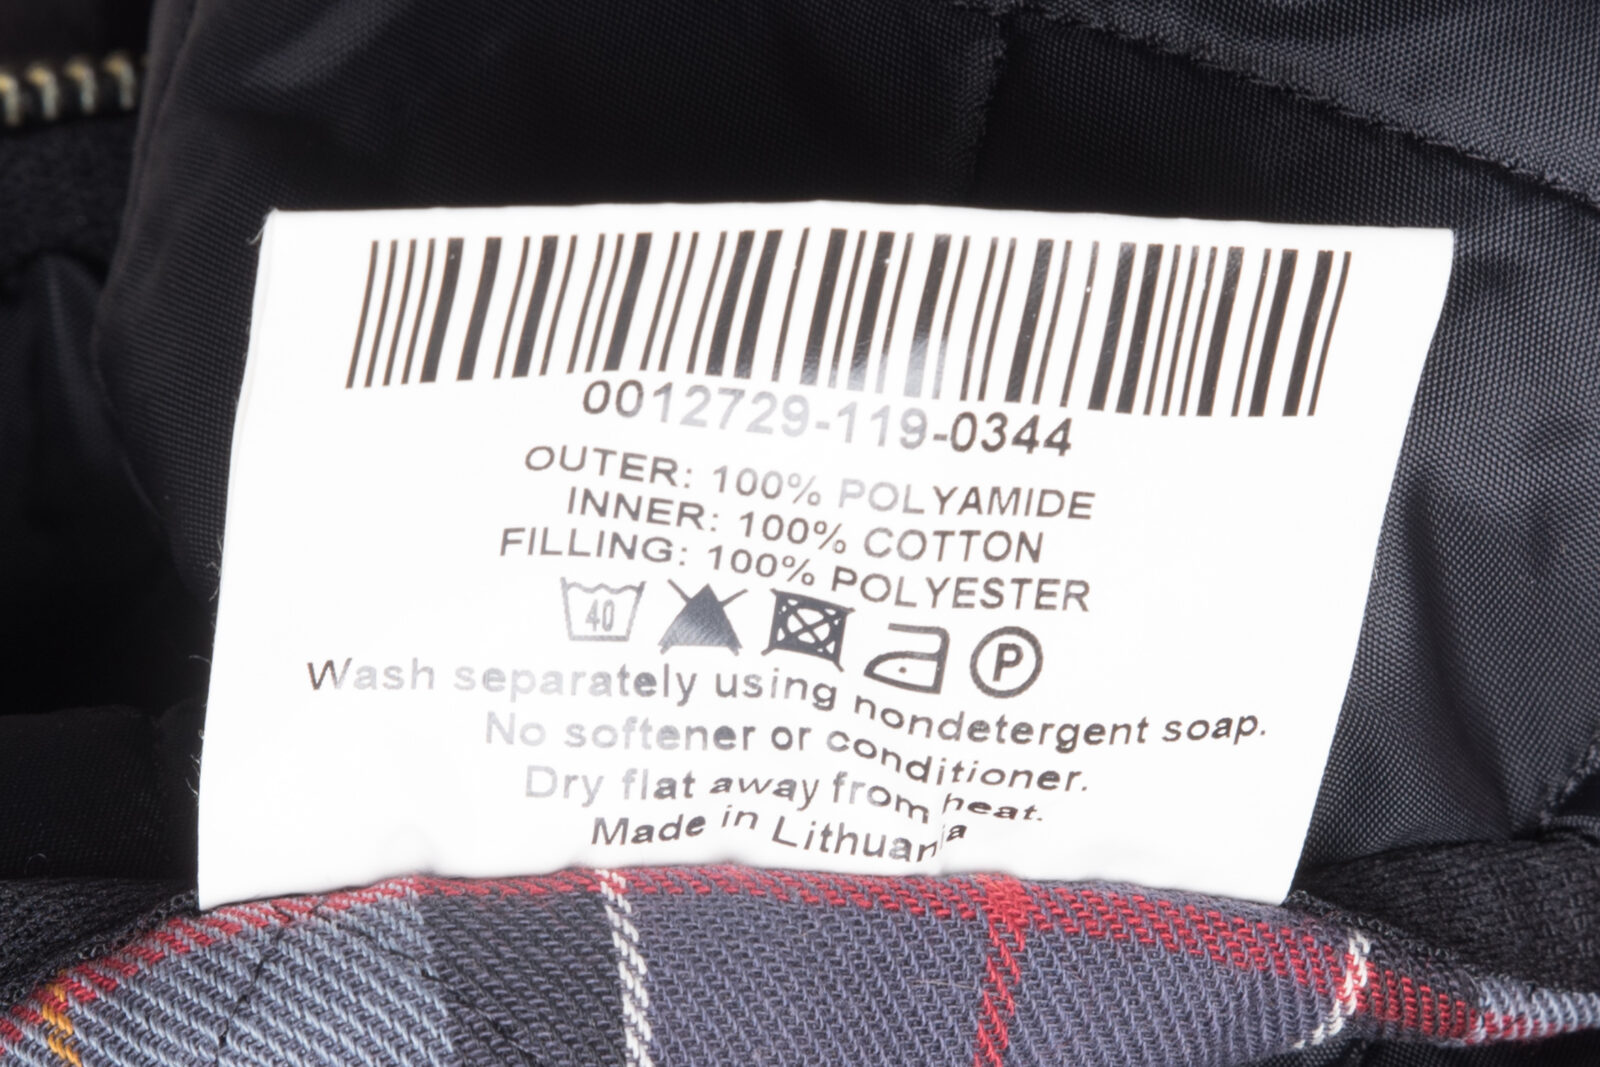 0012729-119-0344
OUTER: 100% POLYAMIDE
INNER: 100% COTTON
FILLING: 100% POLYESTER
40 P
Wash separately using nondetergent soap.
No softener or conditioner.
Dry flat away from heat.
Made in Lithuania